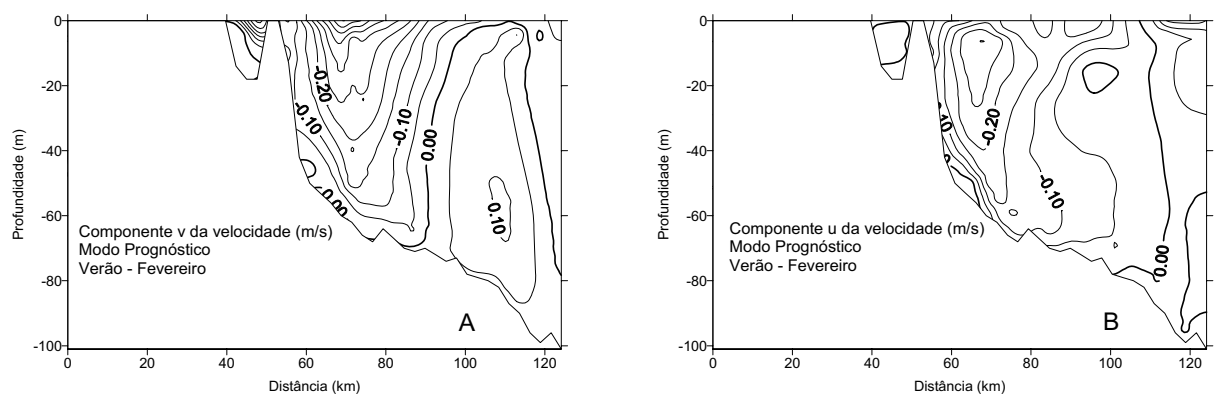 0
-20
-40
-60
-80
-100
Profundidade (m)
0
20
40
60
80
100
120
Distância (km)
-0.20
-0.10
-0.10
0.00
0.00
0.10
Componente v da velocidade (m/s)
Modo Prognóstico
Verão - Fevereiro
A
0
-20
-40
-60
-80
-100
Profundidade (m)
0
20
40
60
80
100
120
Distância (km)
-0.20
-0.10
0.00
Componente u da velocidade (m/s)
Modo Prognóstico
Verão - Fevereiro
B